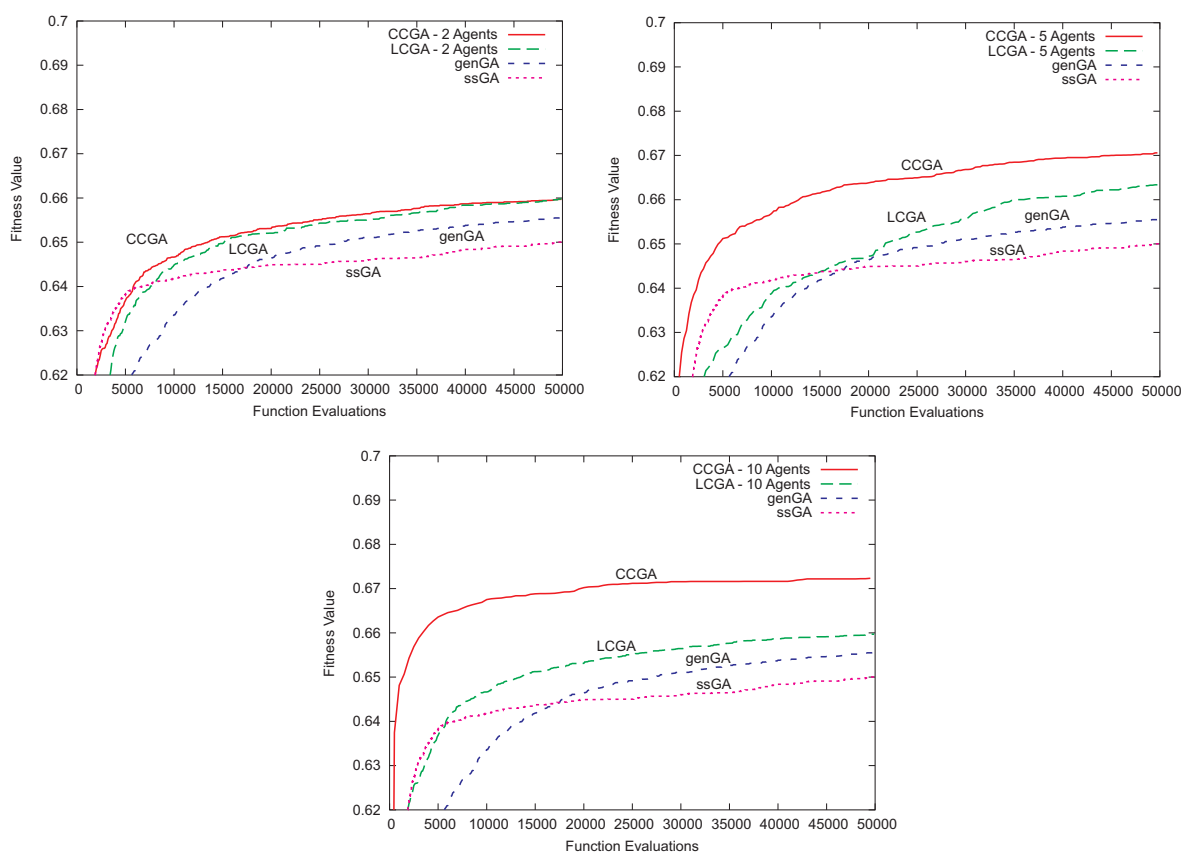 0.7
0.69
0.68
0.67
0.66
0.65
0.64
0.63
0.62
Fitness Value
CCGA - 2 Agents
LCGA - 2 Agents
genGA
ssGA
CCGA
LCGA
genGA
ssGA
0 5000 10000 15000 20000 25000 30000 35000 40000 45000 50000
Function Evaluations
0.7
0.69
0.68
0.67
0.66
0.65
0.64
0.63
0.62
Fitness Value
CCGA - 5 Agents
LCGA - 5 Agents
genGA
ssGA
CCGA
LCGA
genGA
ssGA
0 5000 10000 15000 20000 25000 30000 35000 40000 45000 50000
Function Evaluations
0.7
0.69
0.68
0.67
0.66
0.65
0.64
0.63
0.62
Fitness Value
CCGA - 10 Agents
LCGA - 10 Agents
genGA
ssGA
CCGA
LCGA
genGA
ssGA
0 5000 10000 15000 20000 25000 30000 35000 40000 45000 50000
Function Evaluations